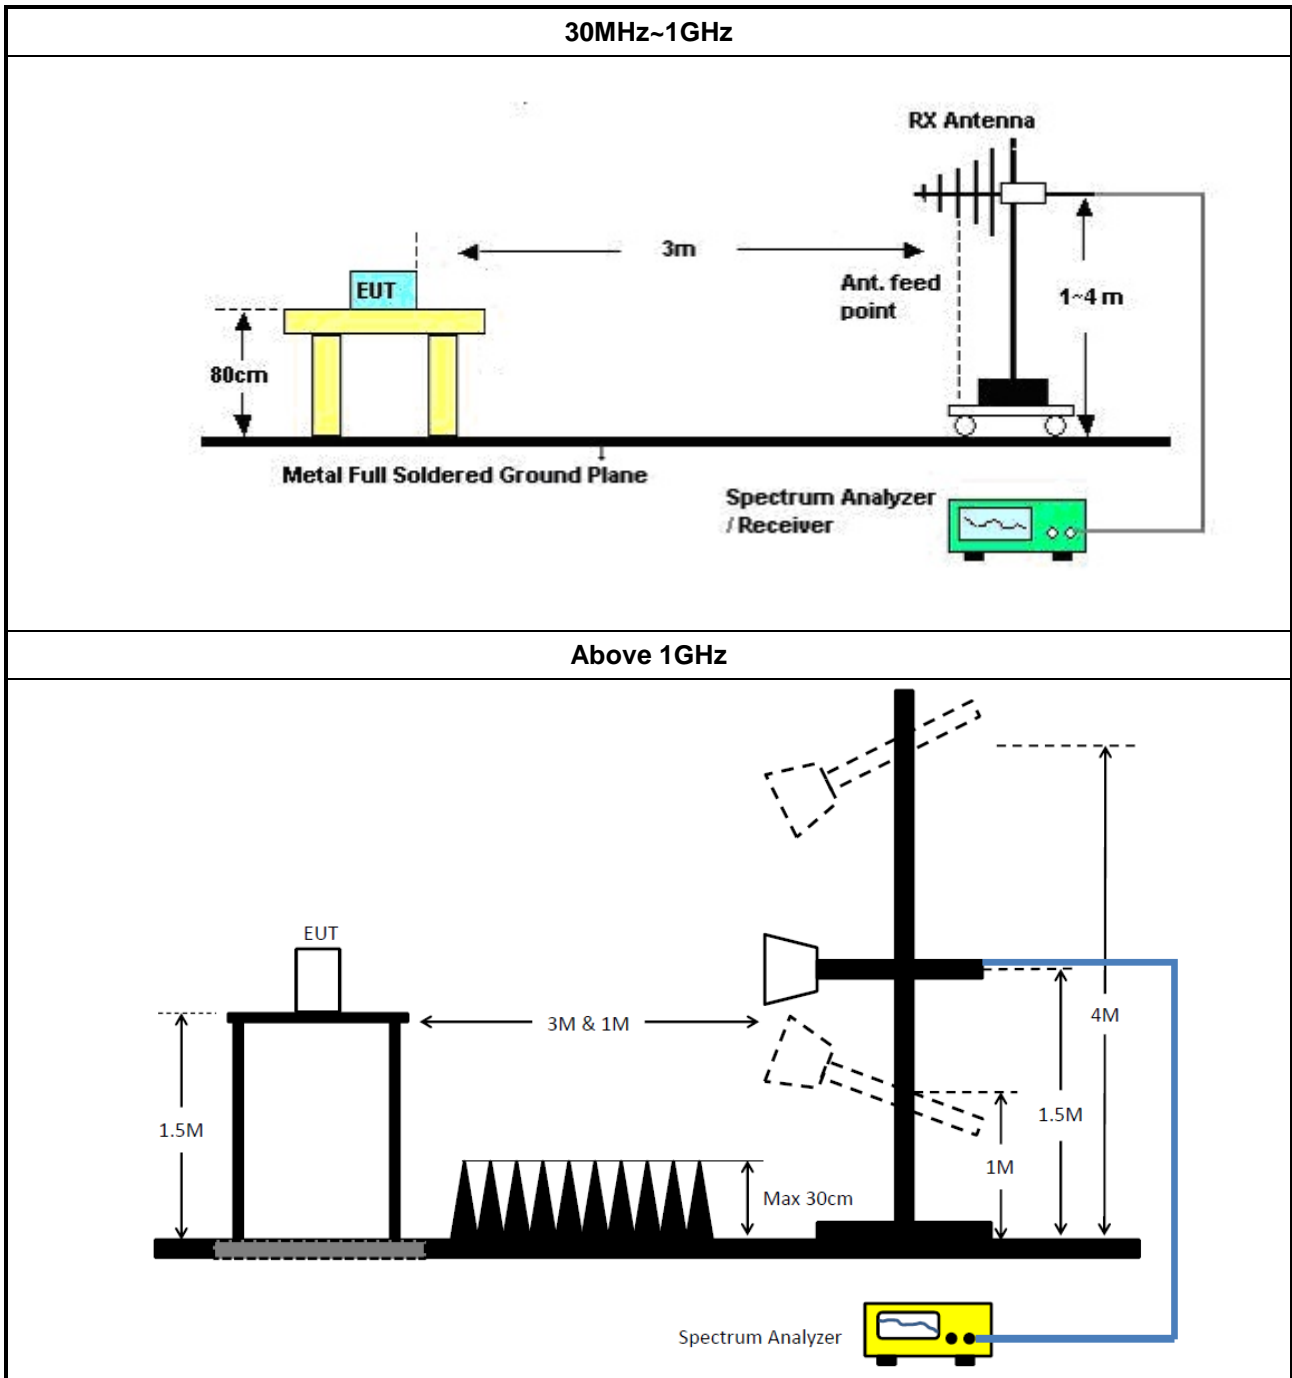 30MHz~1GHz
RX Antenna
3m
EUT
Ant. feed
point
1~4 m
80cm
Metal Full Soldered Ground Plane
Spectrum Analyzer
/ Receiver
Above 1GHz
EUT
3M & 1M
4M
1.5M
1.5M
1M
Max 30cm
Spectrum Analyzer